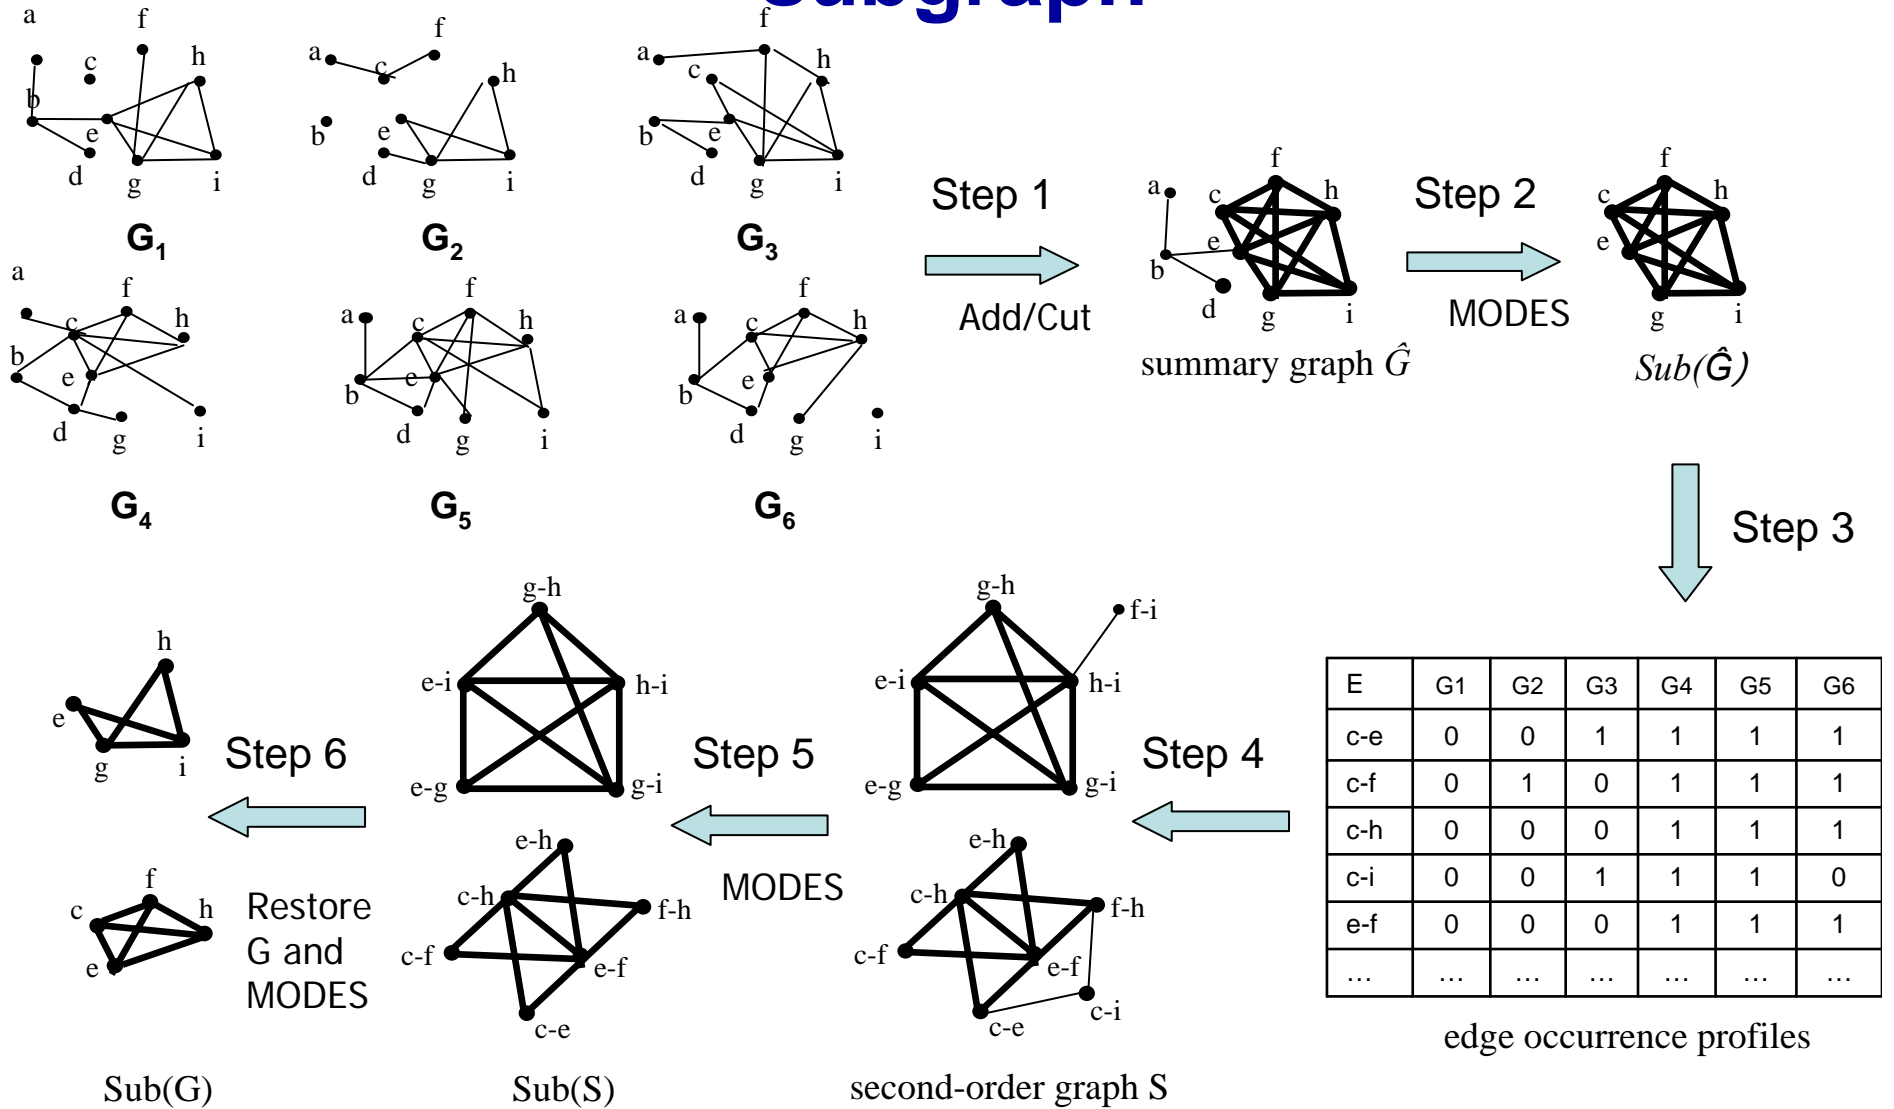 subgraph
a
f
c
h
b
e
d
g
i
G1
a
f
c
h
b
e
d
g
i
G2
a
f
c
h
b
e
d
g
i
G3
Step 1
Add/Cut
a
f
c
h
e
b
d
g
i
summary graph Ĝ
Step 2
MODES
f
c
h
e
g
i
Sub(Ĝ)
a
f
c
h
b
e
d
g
i
G4
a
f
c
h
b
e
d
g
i
G5
a
f
c
h
b
e
d
g
i
G6
Step 3
E G1 G2 G3 G4 G5 G6
c-e 0 0 1 1 1 1
c-f 0 1 0 1 1 1
c-h 0 0 0 1 1 1
c-i 0 0 1 1 1 0
e-f 0 0 0 1 1 1
... ... ... ... ... ... ...
edge occurrence profiles
Step 4
g-h
f-i
e-i
h-i
e-g
g-i
e-h
c-h
f-h
c-f
e-f
c-i
c-e
second-order graph S
Step 5
MODES
g-h
e-i
h-i
e-g
g-i
e-h
c-h
f-h
c-f
e-f
c-e
Sub(S)
Step 6
Restore
G and
MODES
h
e
g
i
f
c
h
e
Sub(G)